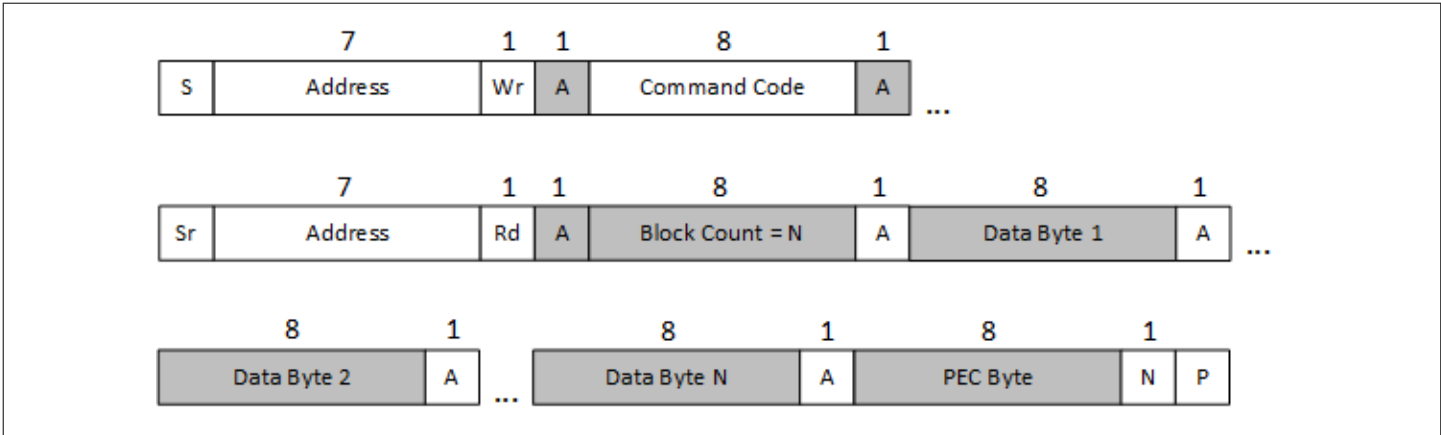 7 1 1 8 1
S Address Wr A Command Code A ...
7 1 1 8 1 8 1
Sr Address Rd A Block Count = N A Data Byte 1 A ...
8 1 8 1 8 1
Data Byte 2 A ... Data Byte N A PEC Byte N P